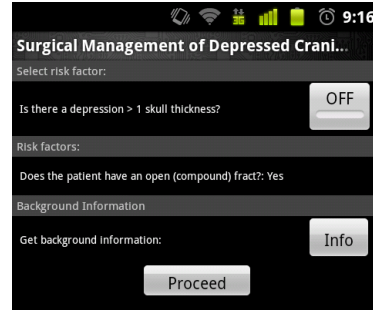 9:16
Surgical Management of Depressed Crani...
Select risk factor:
Is there a depression > 1 skull thickness?
OFF
Risk factors:
Does the patient have an open (compound) fract?: Yes
Background Information
Get background information:
Info
Proceed